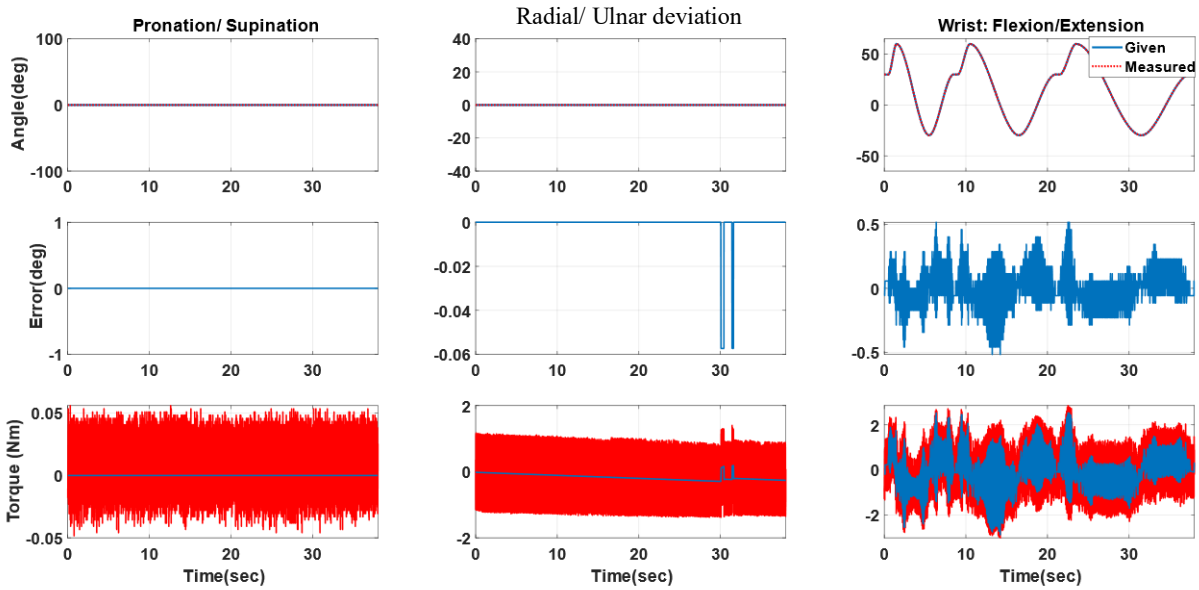 Pronation/ Supination
Radial/ Ulnar deviation
Wrist: Flexion/Extension
Given
Measured
Angle(deg)
100
0
-100
0 10 20 30
40
20
0
-20
-40
0 10 20 30
50
0
-50
0 10 20 30
Error(deg)
1
0
-1
0 10 20 30
0
-0.02
-0.04
-0.06
0 10 20 30
0.5
0
-0.5
0 10 20 30
Torque (Nm)
0.05
0
-0.05
0 10 20 30
Time(sec)
2
0
-2
0 10 20 30
Time(sec)
2
0
-2
0 10 20 30
Time(sec)